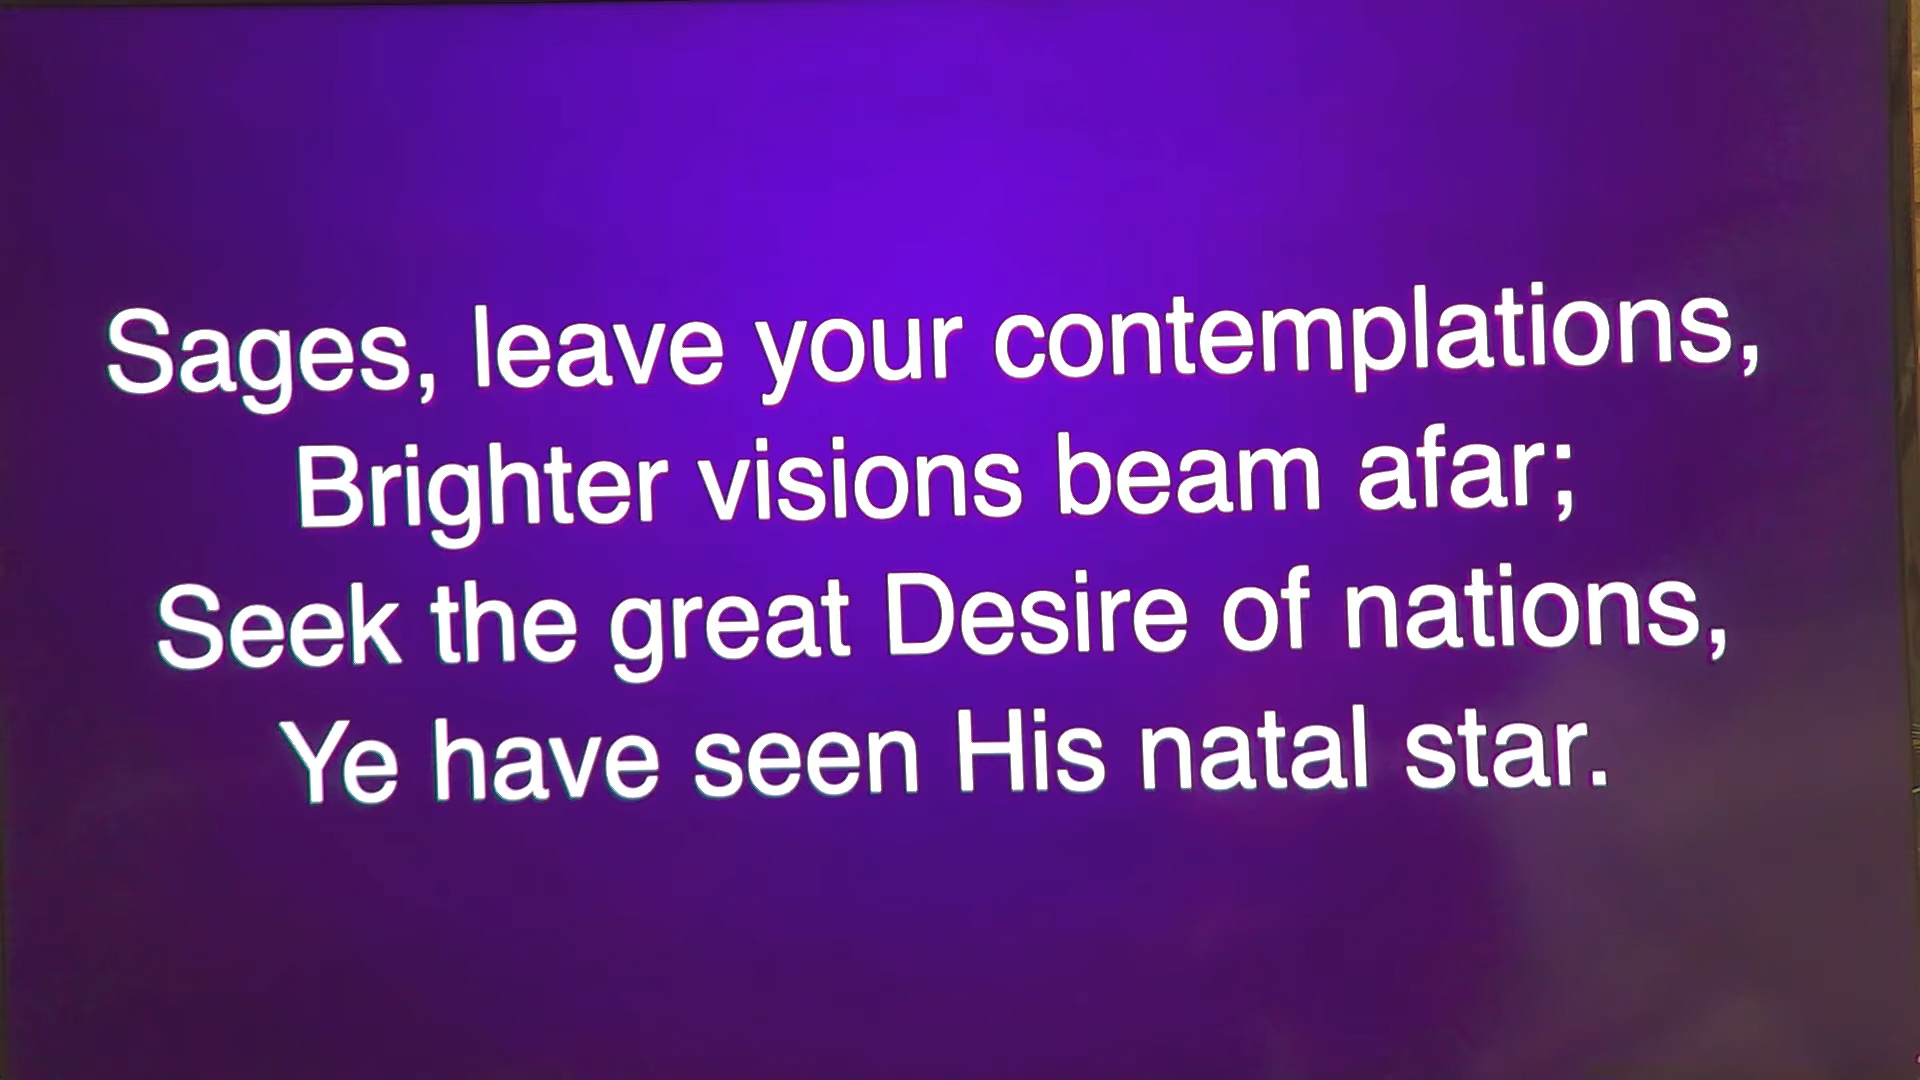 Sages, leave your contemplations,
Brighter visions beam afar;
Seek the great Desire of nations,
Ye have seen His natal star.